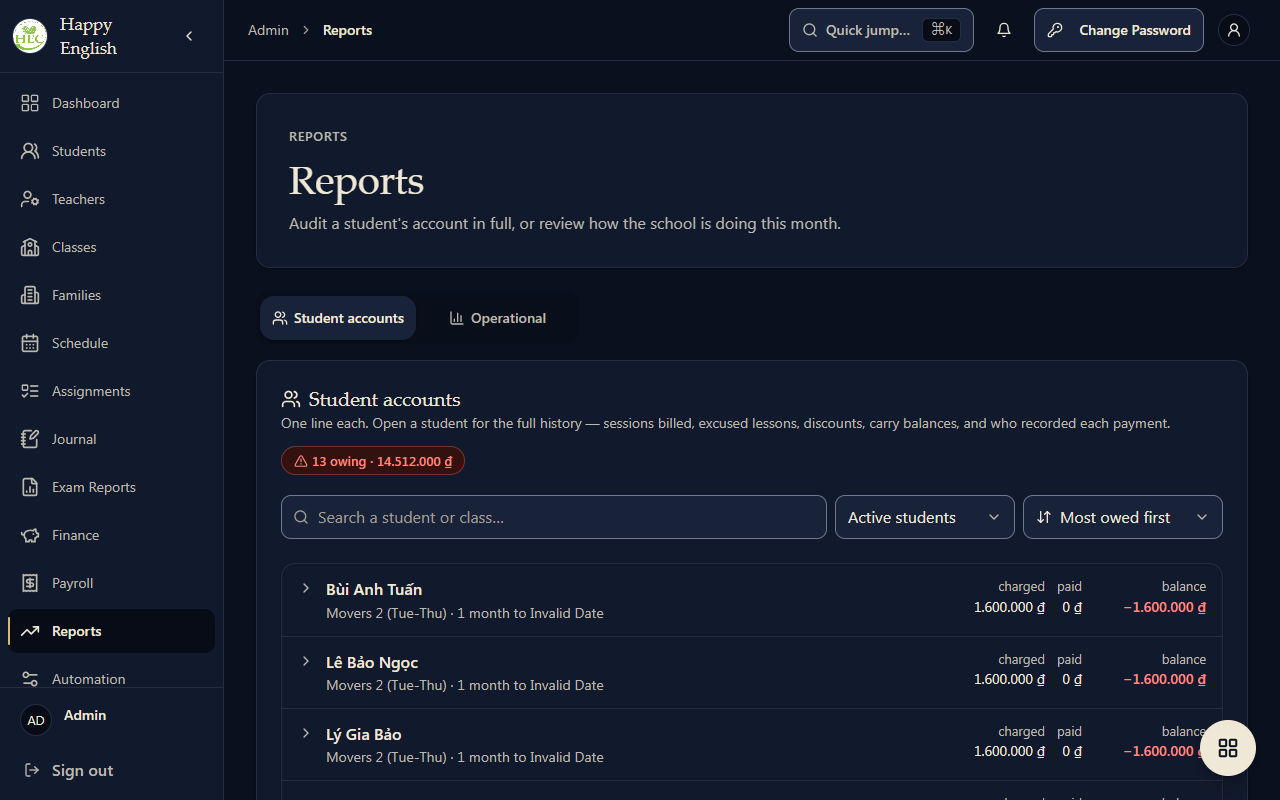 HEC
Happy
English
Admin
Reports
Quick jump...
⌘K
Change Password
Dashboard
Students
Teachers
Classes
Families
Schedule
Assignments
Journal
Exam Reports
Finance
Payroll
Reports
Automation
AD
Admin
Sign out
REPORTS
Reports
Audit a student's account in full, or review how the school is doing this month.
Student accounts
Operational
Student accounts
One line each. Open a student for the full history — sessions billed, excused lessons, discounts, carry balances, and who recorded each payment.
13 owing · 14.512.000 ₫
Search a student or class...
Active students
Most owed first
Bùi Anh Tuấn
Movers 2 (Tue-Thu) · 1 month to Invalid Date
charged paid balance
1.600.000 ₫ 0 ₫ −1.600.000 ₫
Lê Bảo Ngọc
Movers 2 (Tue-Thu) · 1 month to Invalid Date
charged paid balance
1.600.000 ₫ 0 ₫ −1.600.000 ₫
Lý Gia Bảo
Movers 2 (Tue-Thu) · 1 month to Invalid Date
charged paid balance
1.600.000 ₫ 0 ₫ −1.600.000